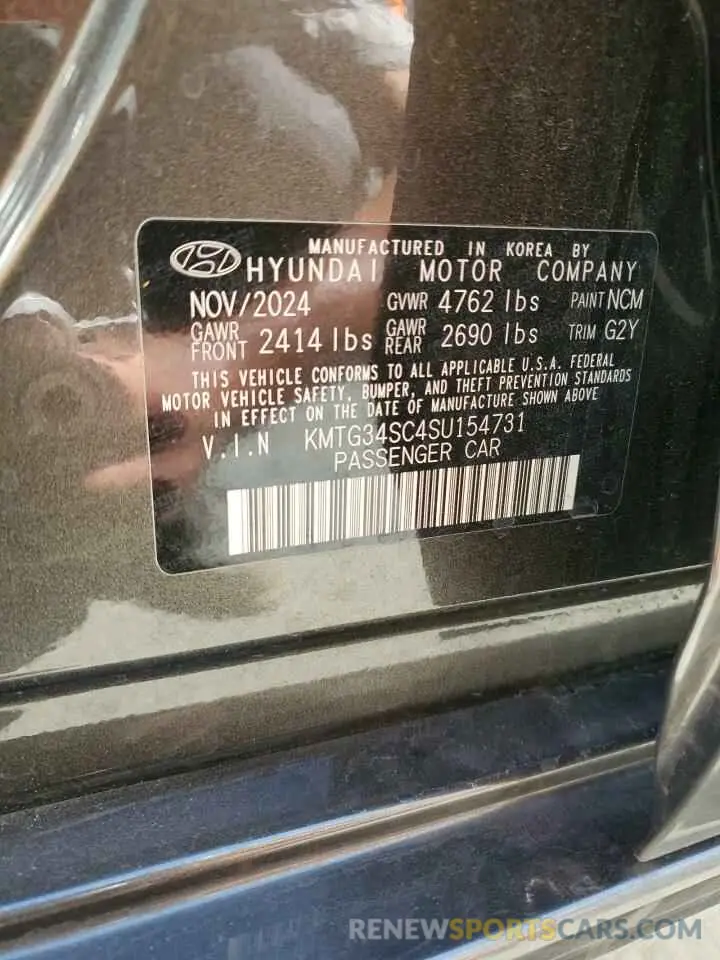 MANUFACTURED IN KOREA BY
HYUNDAI MOTOR COMPANY
NOV/2024 GVWR 4762 lbs PAINT NCM
GAWR FRONT 2414 lbs GAWR REAR 2690 lbs TRIM G2Y
THIS VEHICLE CONFORMS TO ALL APPLICABLE U.S.A. FEDERAL
MOTOR VEHICLE SAFETY, BUMPER, AND THEFT PREVENTION STANDARDS
IN EFFECT ON THE DATE OF MANUFACTURE SHOWN ABOVE
V.I.N KMTG34SC4SU154731
PASSENGER CAR
RENEWSPORTSCARS.COM